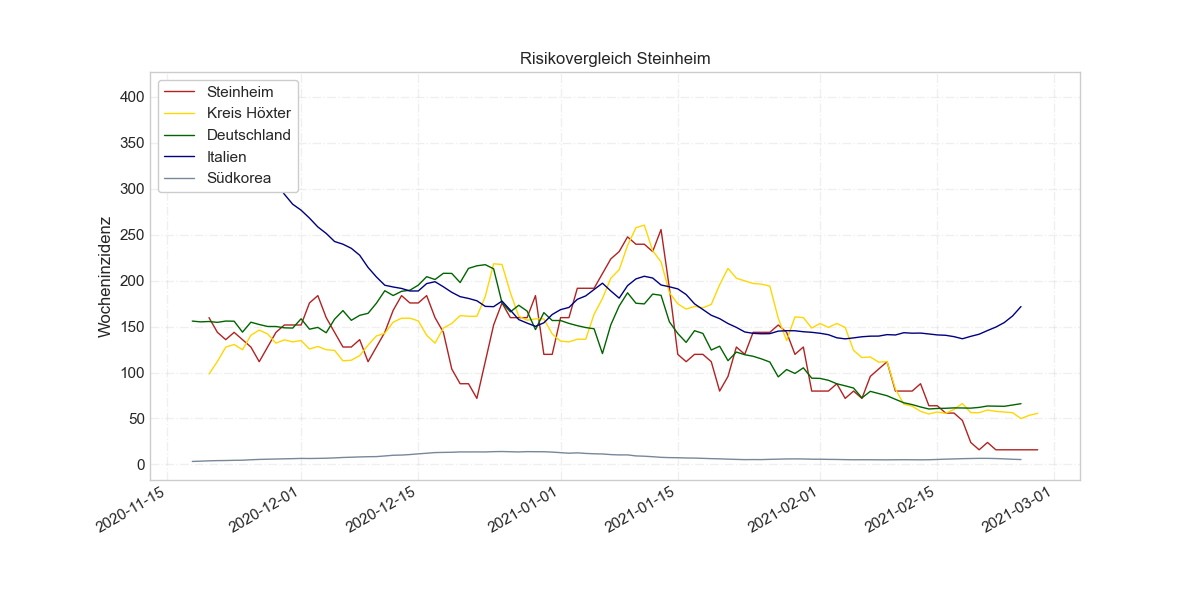 Risikovergleich Steinheim
Wocheninzidenz
400
350
300
250
200
150
100
50
0
Steinheim
Kreis Höxter
Deutschland
Italien
Südkorea
2020-11-15
2020-12-01
2020-12-15
2021-01-01
2021-01-15
2021-02-01
2021-02-15
2021-03-01